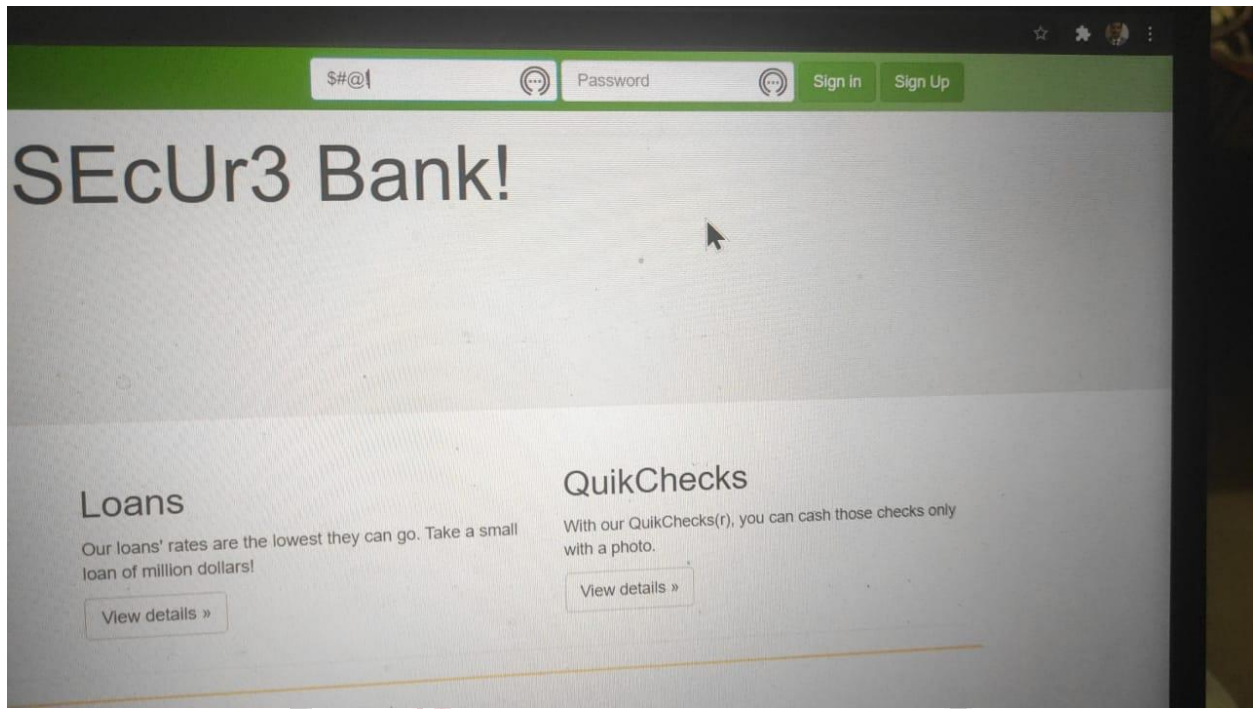 $#@!
Password
Sign in
Sign Up
SEcUr3 Bank!
Loans
Our loans' rates are the lowest they can go. Take a small
loan of million dollars!
View details »
QuikChecks
With our QuikChecks(r), you can cash those checks only
with a photo.
View details »